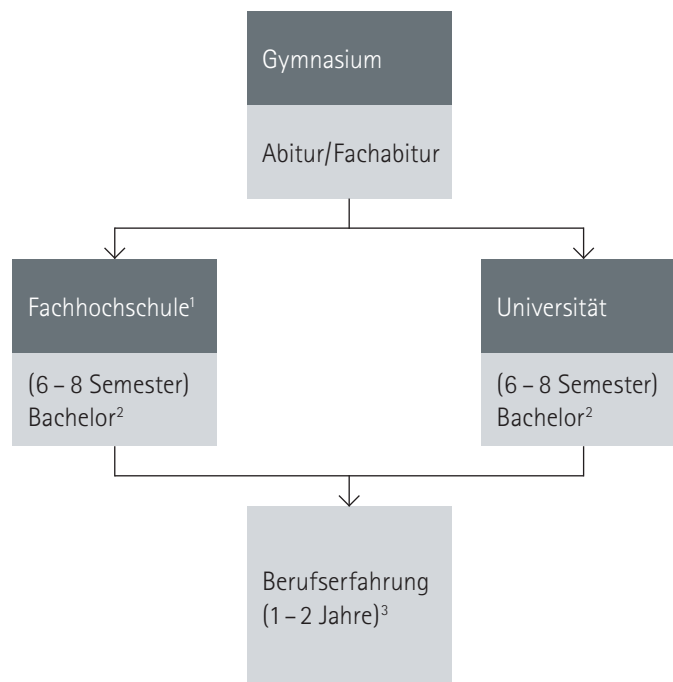 Gymnasium
Abitur/Fachabitur
Fachhochschule¹
(6 – 8 Semester)
Bachelor²
Universität
(6 – 8 Semester)
Bachelor²
Berufserfahrung
(1 – 2 Jahre)³